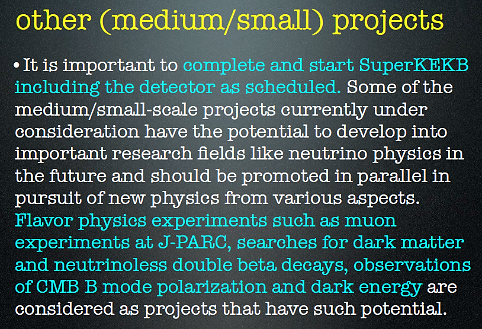 other (medium/small) projects
•It is important to complete and start SuperKEKB
including the detector as scheduled. Some of the
medium/small-scale projects currently under
consideration have the potential to develop into
important research fields like neutrino physics in
the future and should be promoted in parallel in
pursuit of new physics from various aspects.
Flavor physics experiments such as muon
experiments at J-PARC, searches for dark matter
and neutrinoless double beta decays, observations
of CMB B mode polarization and dark energy are
considered as projects that have such potential.